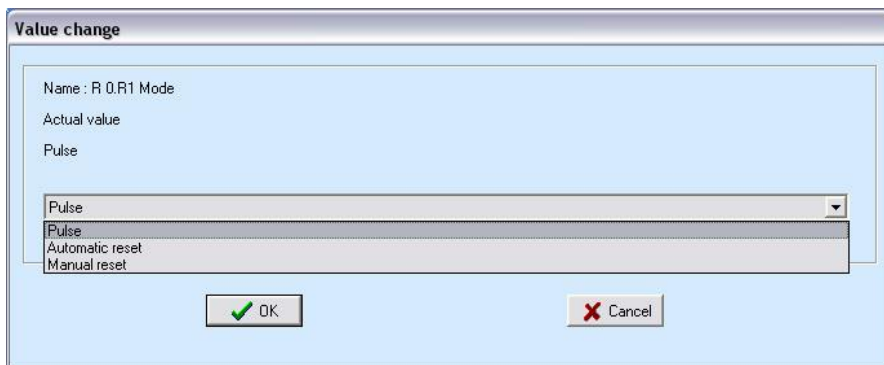 Value change
Name : R 0.R1 Mode
Actual value
Pulse
Pulse
Pulse
Automatic reset
Manual reset
OK
Cancel